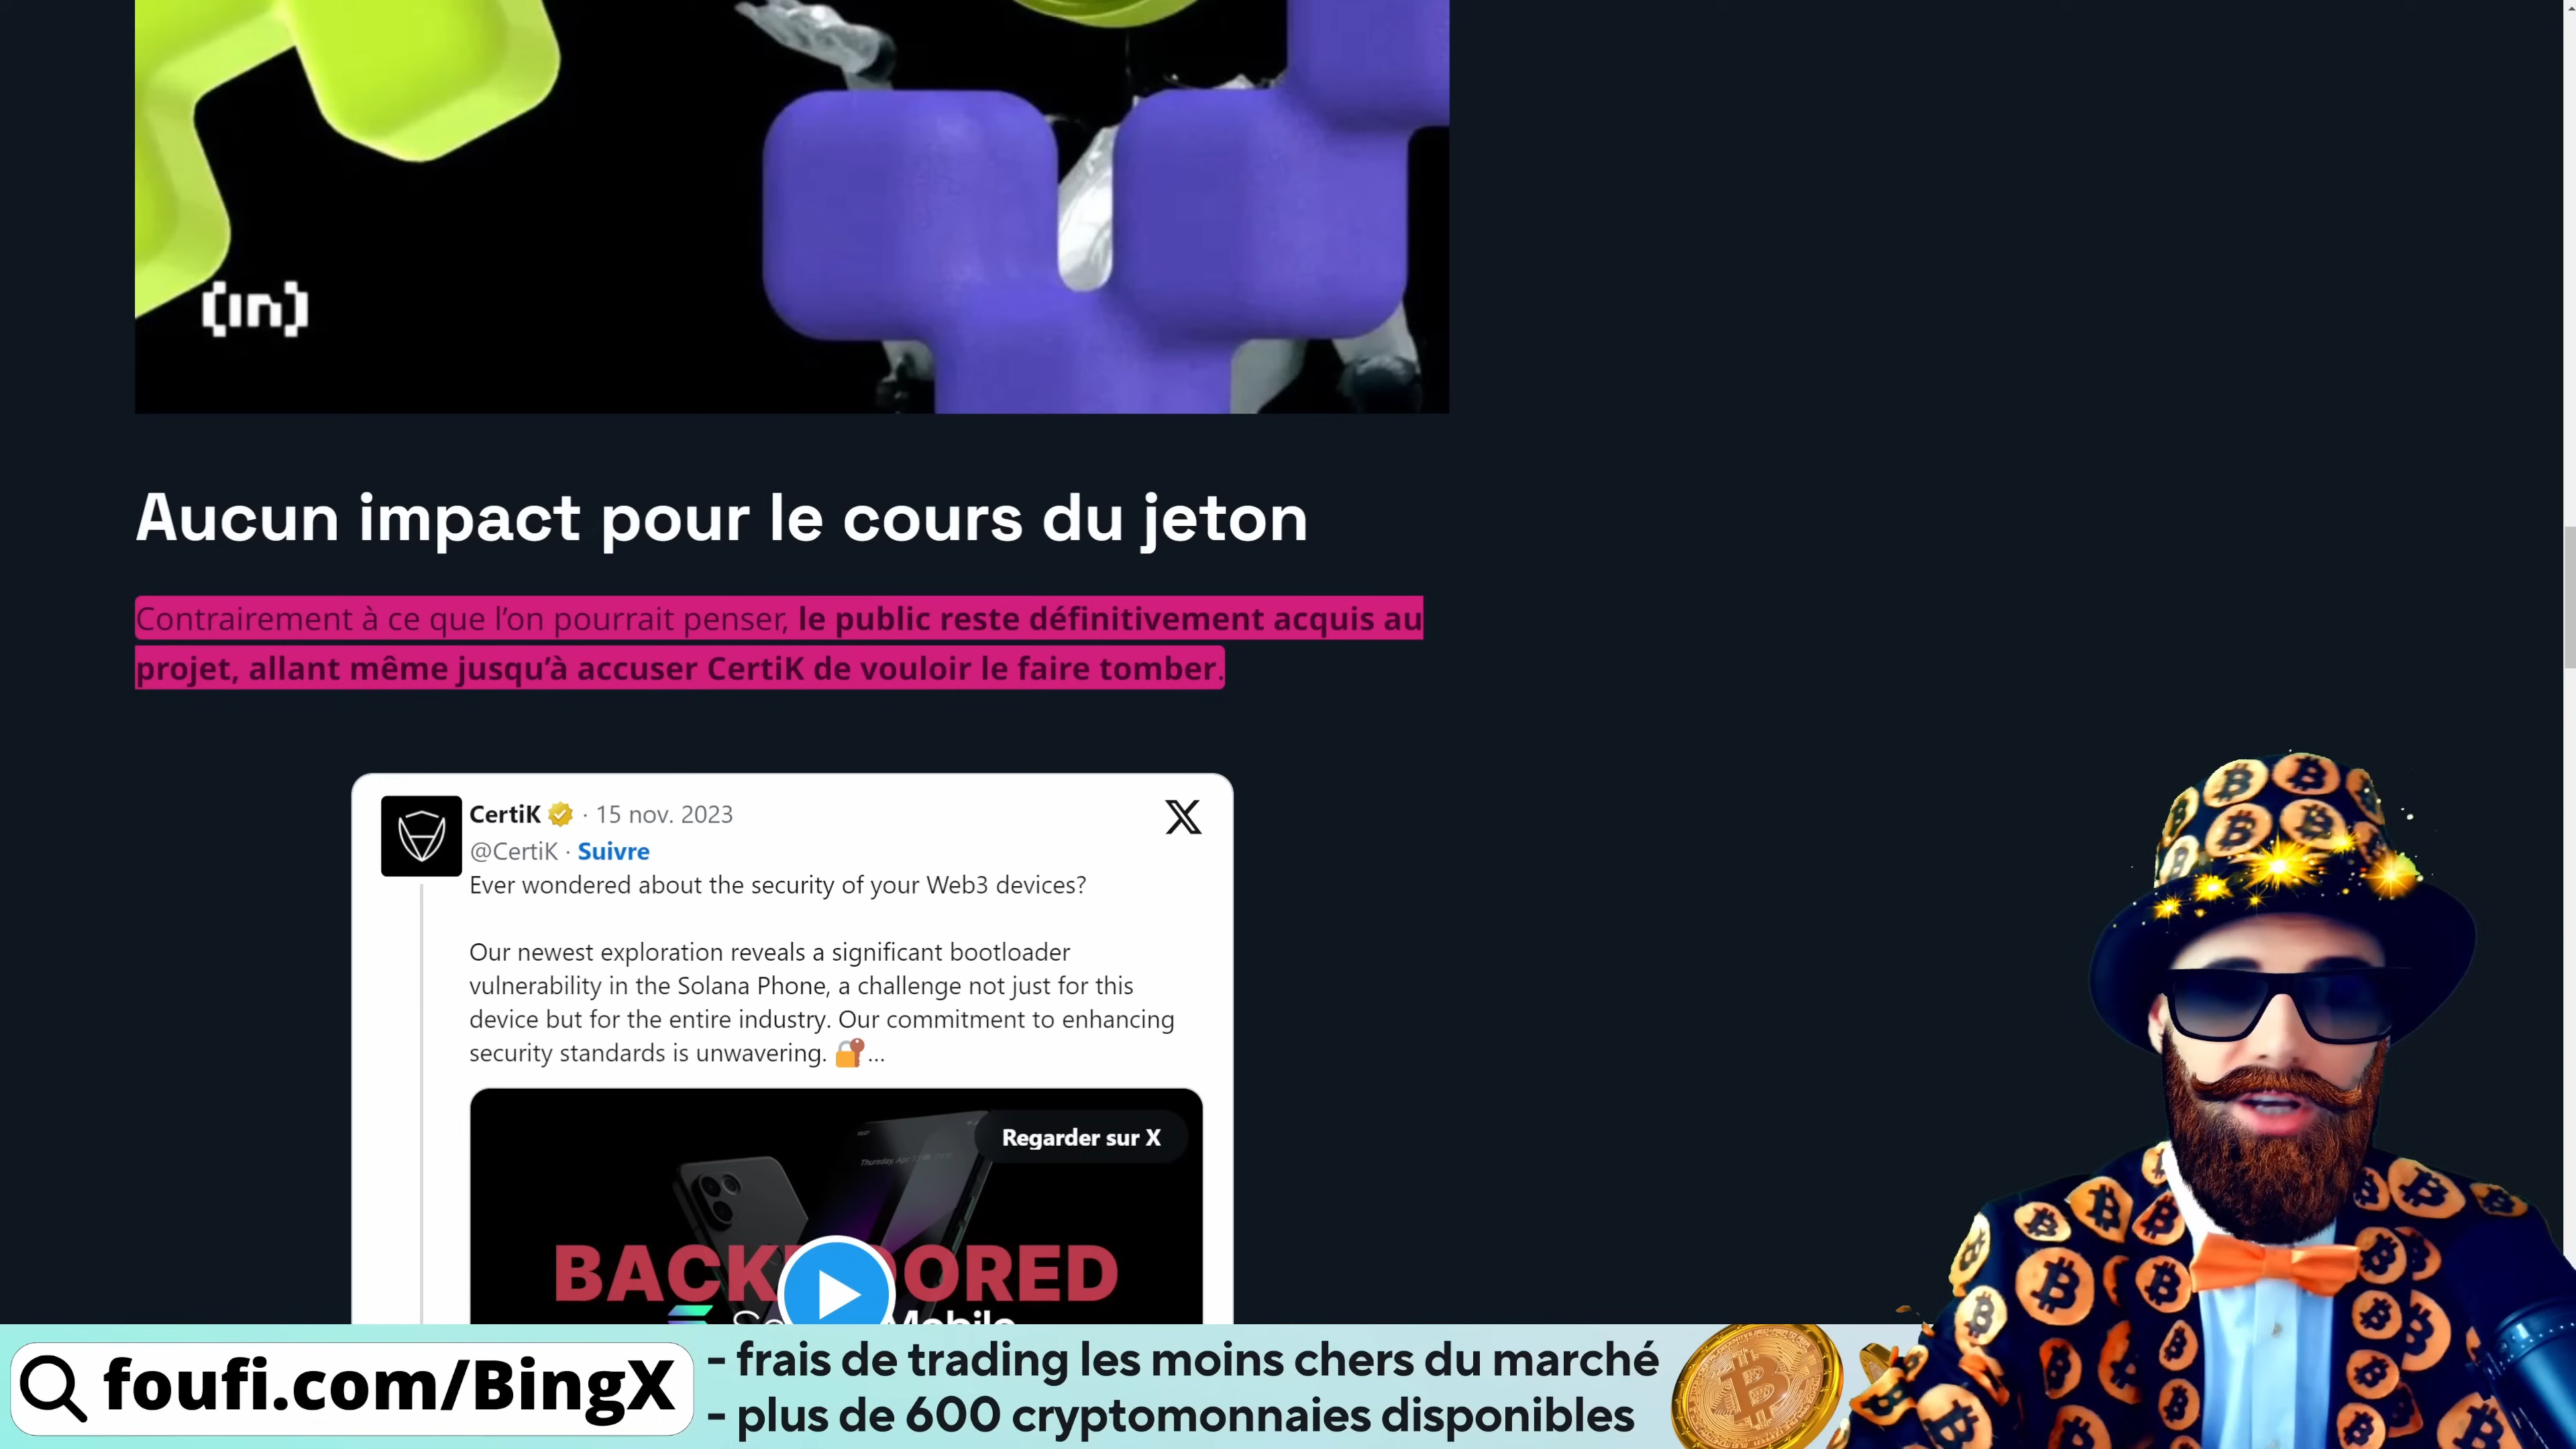 (in)
Aucun impact pour le cours du jeton
Contrairement à ce que l’on pourrait penser, le public reste définitivement acquis au
projet, allant même jusqu’à accuser CertiK de vouloir le faire tomber.
CertiK · 15 nov. 2023
@CertiK · Suivre
Ever wondered about the security of your Web3 devices?
Our newest exploration reveals a significant bootloader
vulnerability in the Solana Phone, a challenge not just for this
device but for the entire industry. Our commitment to enhancing
security standards is unwavering. 🔐 ...
Regarder sur X
foufi.com/BingX
- frais de trading les moins chers du marché
- plus de 600 cryptomonnaies disponibles